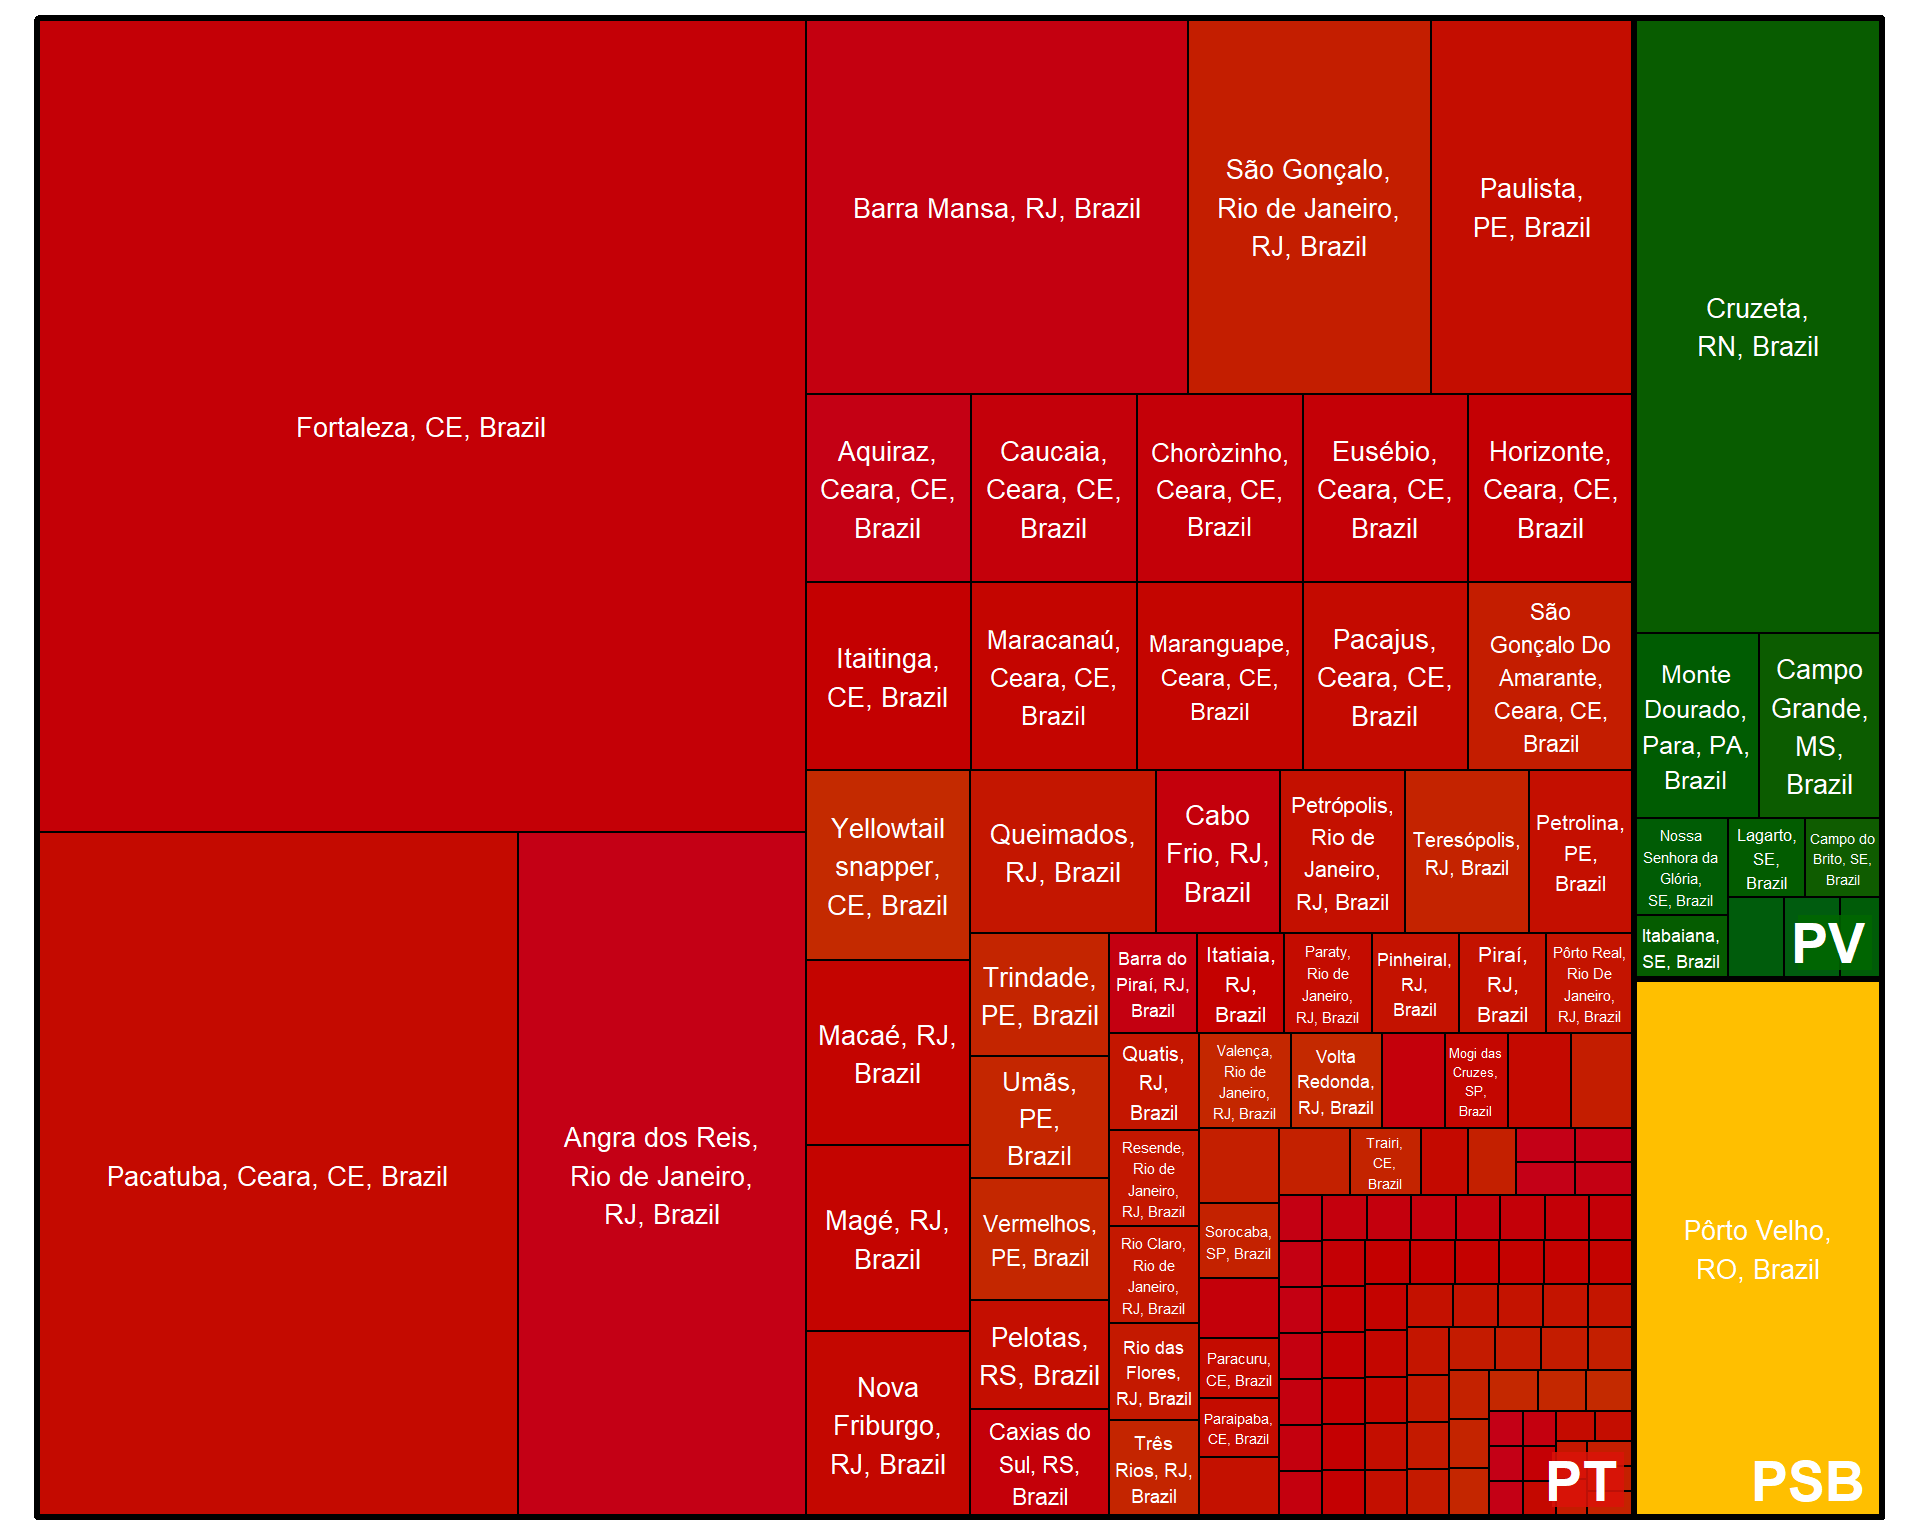 Fortaleza, CE, Brazil
Pacatuba, Ceara, CE, Brazil
Angra dos Reis,
Rio de Janeiro,
RJ, Brazil
Barra Mansa, RJ, Brazil
São Gonçalo,
Rio de Janeiro,
RJ, Brazil
Paulista,
PE, Brazil
Aquiraz,
Ceara, CE,
Brazil
Caucaia,
Ceara, CE,
Brazil
Choròzinho,
Ceara, CE,
Brazil
Eusébio,
Ceara, CE,
Brazil
Horizonte,
Ceara, CE,
Brazil
Itaitinga,
CE, Brazil
Maracanaú,
Ceara, CE,
Brazil
Maranguape,
Ceara, CE,
Brazil
Pacajus,
Ceara, CE,
Brazil
São
Gonçalo Do
Amarante,
Ceara, CE,
Brazil
Yellowtail
snapper,
CE, Brazil
Macaé, RJ,
Brazil
Magé, RJ,
Brazil
Nova
Friburgo,
RJ, Brazil
Queimados,
RJ, Brazil
Cabo
Frio, RJ,
Brazil
Petrópolis,
Rio de
Janeiro,
RJ, Brazil
Teresópolis,
RJ, Brazil
Petrolina,
PE,
Brazil
Trindade,
PE, Brazil
Umãs,
PE,
Brazil
Vermelhos,
PE, Brazil
Pelotas,
RS, Brazil
Caxias do
Sul, RS,
Brazil
Barra do
Piraí, RJ,
Brazil
Itatiaia,
RJ,
Brazil
Paraty,
Rio de
Janeiro,
RJ, Brazil
Pinheiral,
RJ,
Brazil
Piraí,
RJ,
Brazil
Pôrto Real,
Rio De
Janeiro,
RJ, Brazil
Quatis,
RJ,
Brazil
Resende,
Rio de
Janeiro,
RJ, Brazil
Rio Claro,
Rio de
Janeiro,
RJ, Brazil
Rio das
Flores,
RJ, Brazil
Três
Rios, RJ,
Brazil
Valença,
Rio de
Janeiro,
RJ, Brazil
Volta
Redonda,
RJ, Brazil
Mogi das
Cruzes,
SP,
Brazil
Trairi,
CE,
Brazil
Sorocaba,
SP, Brazil
Paracuru,
CE, Brazil
Paraipaba,
CE, Brazil
PT
Cruzeta,
RN, Brazil
Monte
Dourado,
Para, PA,
Brazil
Campo
Grande,
MS,
Brazil
Nossa
Senhora da
Glória,
SE, Brazil
Lagarto,
SE,
Brazil
Campo do
Brito, SE,
Brazil
Itabaiana,
SE, Brazil
PV
Pôrto Velho,
RO, Brazil
PSB